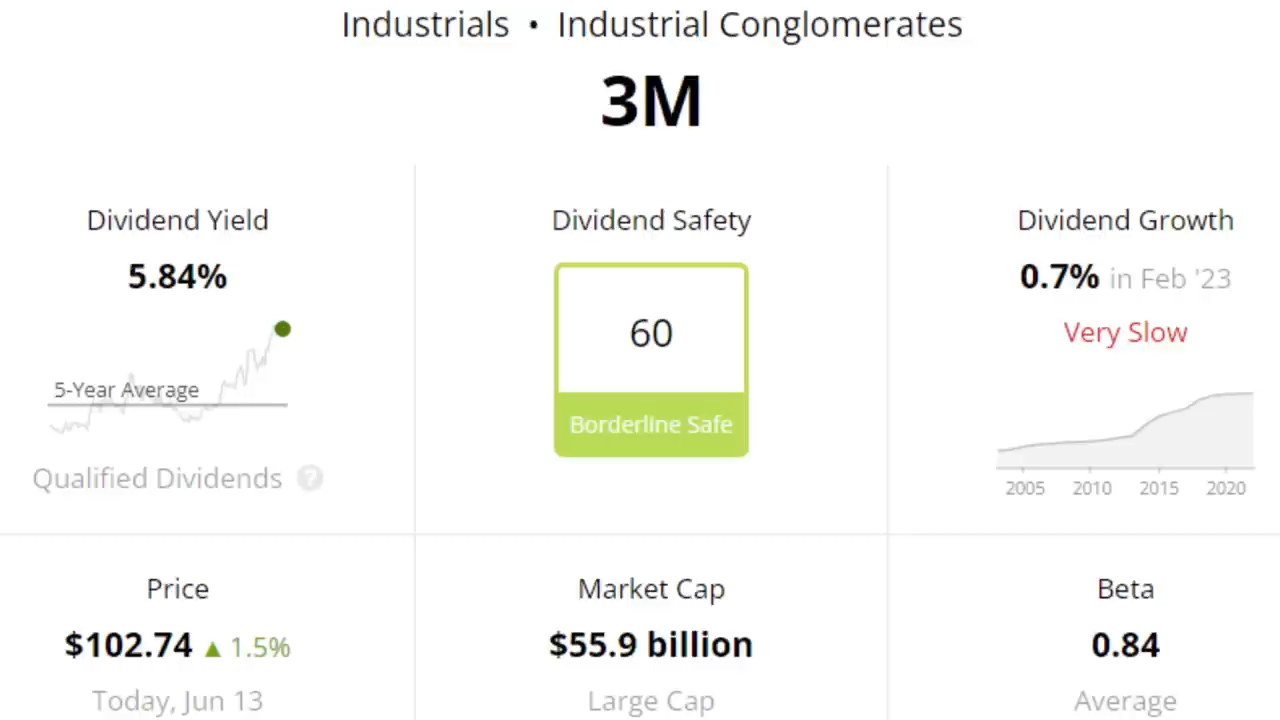 Industrials • Industrial Conglomerates
3M
Dividend Yield
5.84%
5-Year Average
Qualified Dividends ?
Dividend Safety
60
Borderline Safe
Dividend Growth
0.7% in Feb '23
Very Slow
2005 2010 2015 2020
Price
$102.74 ▲ 1.5%
Today, Jun 13
Market Cap
$55.9 billion
Large Cap
Beta
0.84
Average